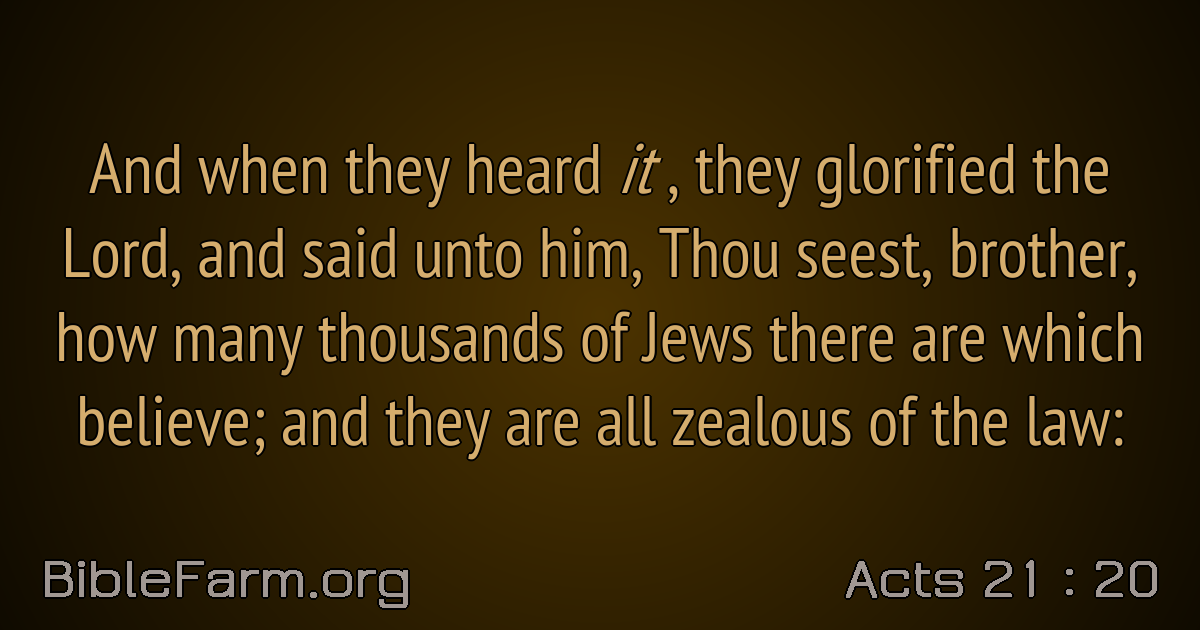 And when they heard it , they glorified the
Lord, and said unto him, Thou seest, brother,
how many thousands of Jews there are which
believe; and they are all zealous of the law:
BibleFarm.org
Acts 21 : 20